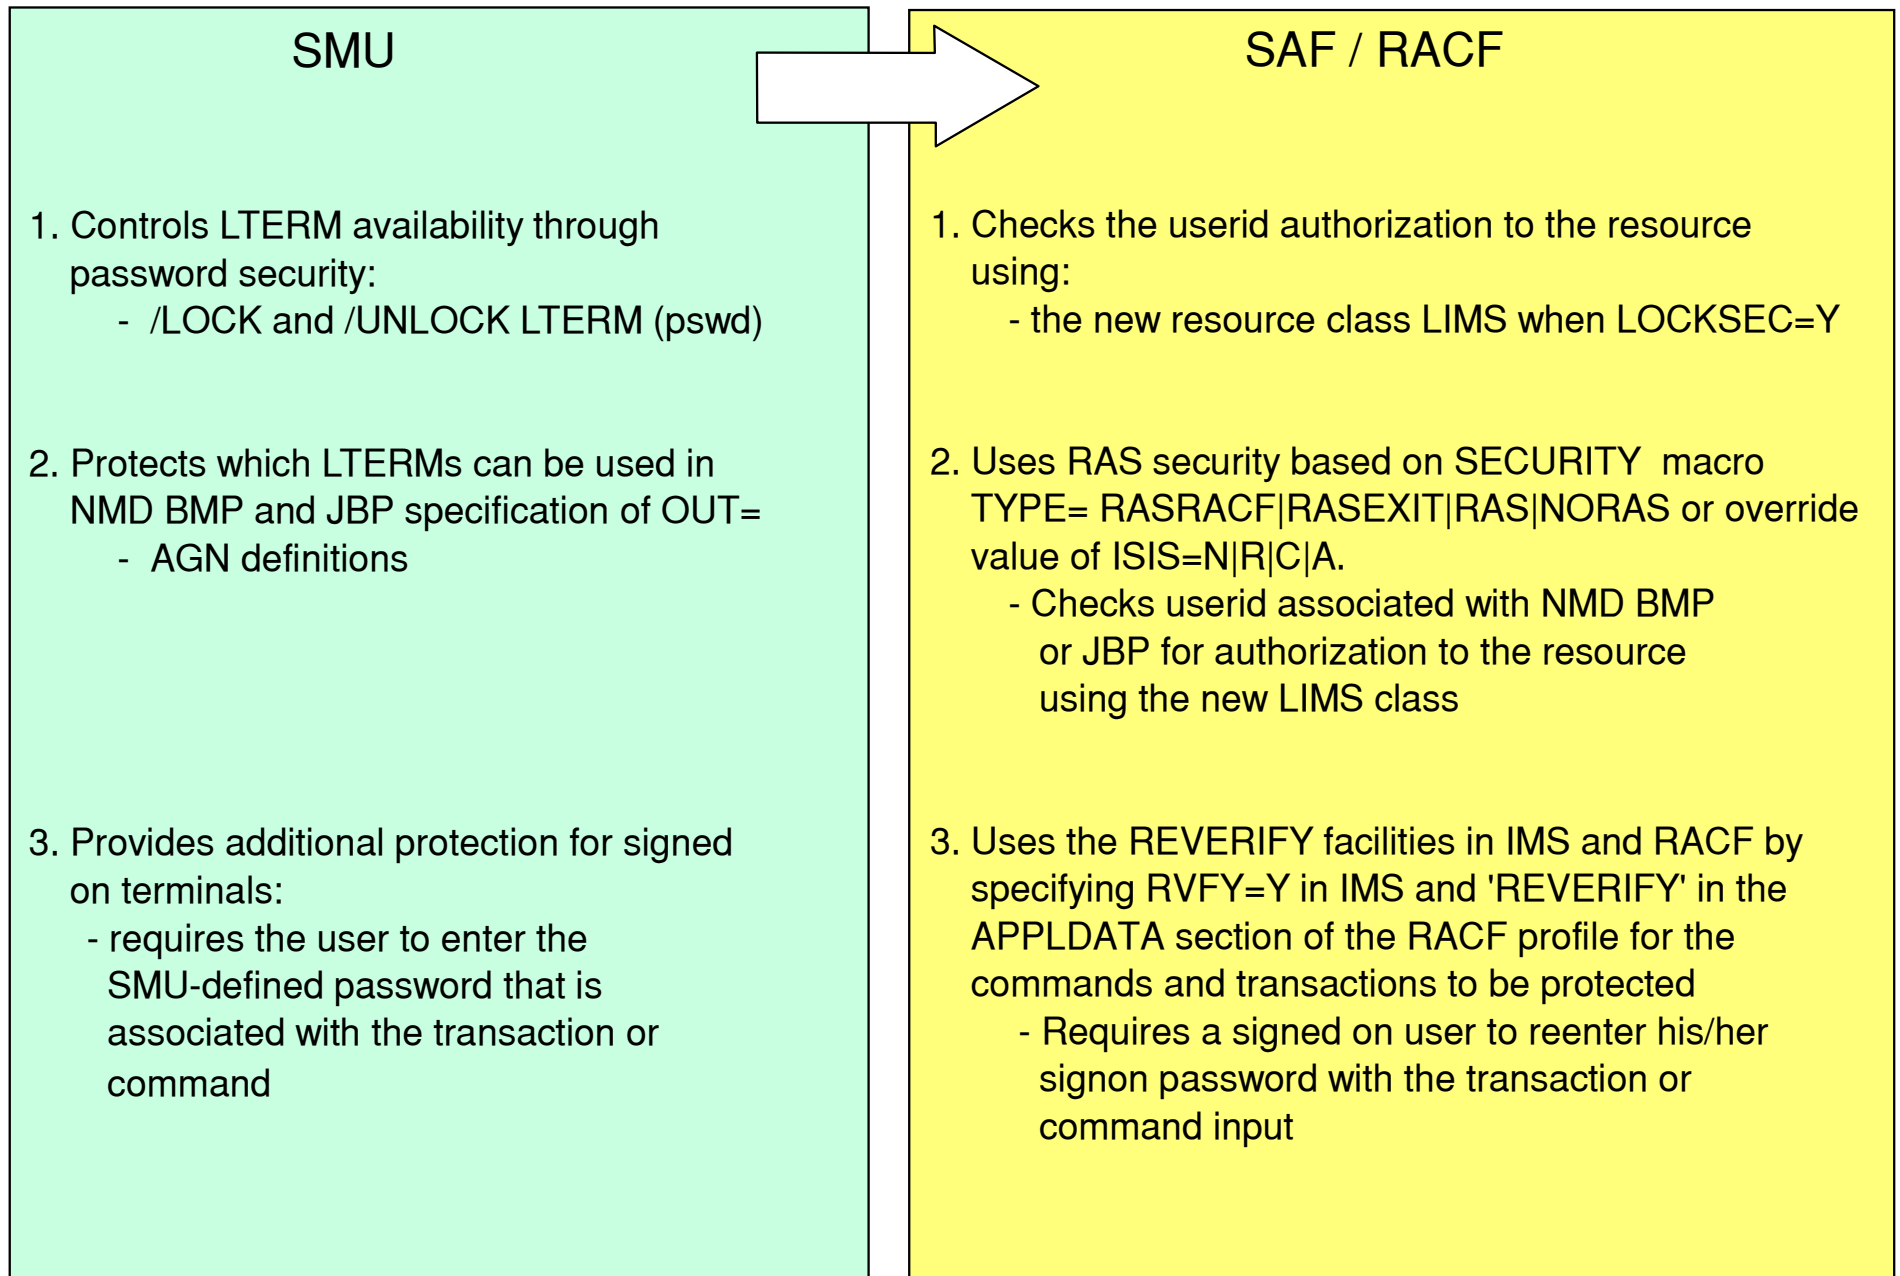 SMU
1. Controls LTERM availability through
password security:
- /LOCK and /UNLOCK LTERM (pswd)
2. Protects which LTERMs can be used in
NMD BMP and JBP specification of OUT=
- AGN definitions
3. Provides additional protection for signed
on terminals:
- requires the user to enter the
SMU-defined password that is
associated with the transaction or
command
SAF / RACF
1. Checks the userid authorization to the resource
using:
- the new resource class LIMS when LOCKSEC=Y
2. Uses RAS security based on SECURITY  macro
TYPE= RASRACF|RASEXIT|RAS|NORAS or override
value of ISIS=N|R|C|A.
- Checks userid associated with NMD BMP
or JBP for authorization to the resource
using the new LIMS class
3. Uses the REVERIFY facilities in IMS and RACF by
specifying RVFY=Y in IMS and 'REVERIFY' in the
APPLDATA section of the RACF profile for the
commands and transactions to be protected
- Requires a signed on user to reenter his/her
signon password with the transaction or
command input